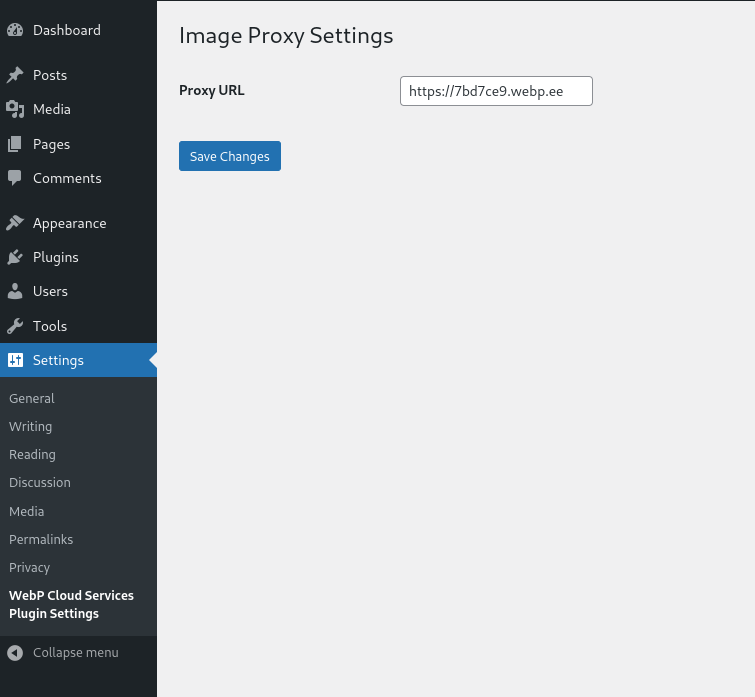 Dashboard
Posts
Media
Pages
Comments
Appearance
Plugins
Users
Tools
Settings
General
Writing
Reading
Discussion
Media
Permalinks
Privacy
WebP Cloud Services
Plugin Settings
Collapse menu
Image Proxy Settings
Proxy URL
https://7bd7ce9.webp.ee
Save Changes